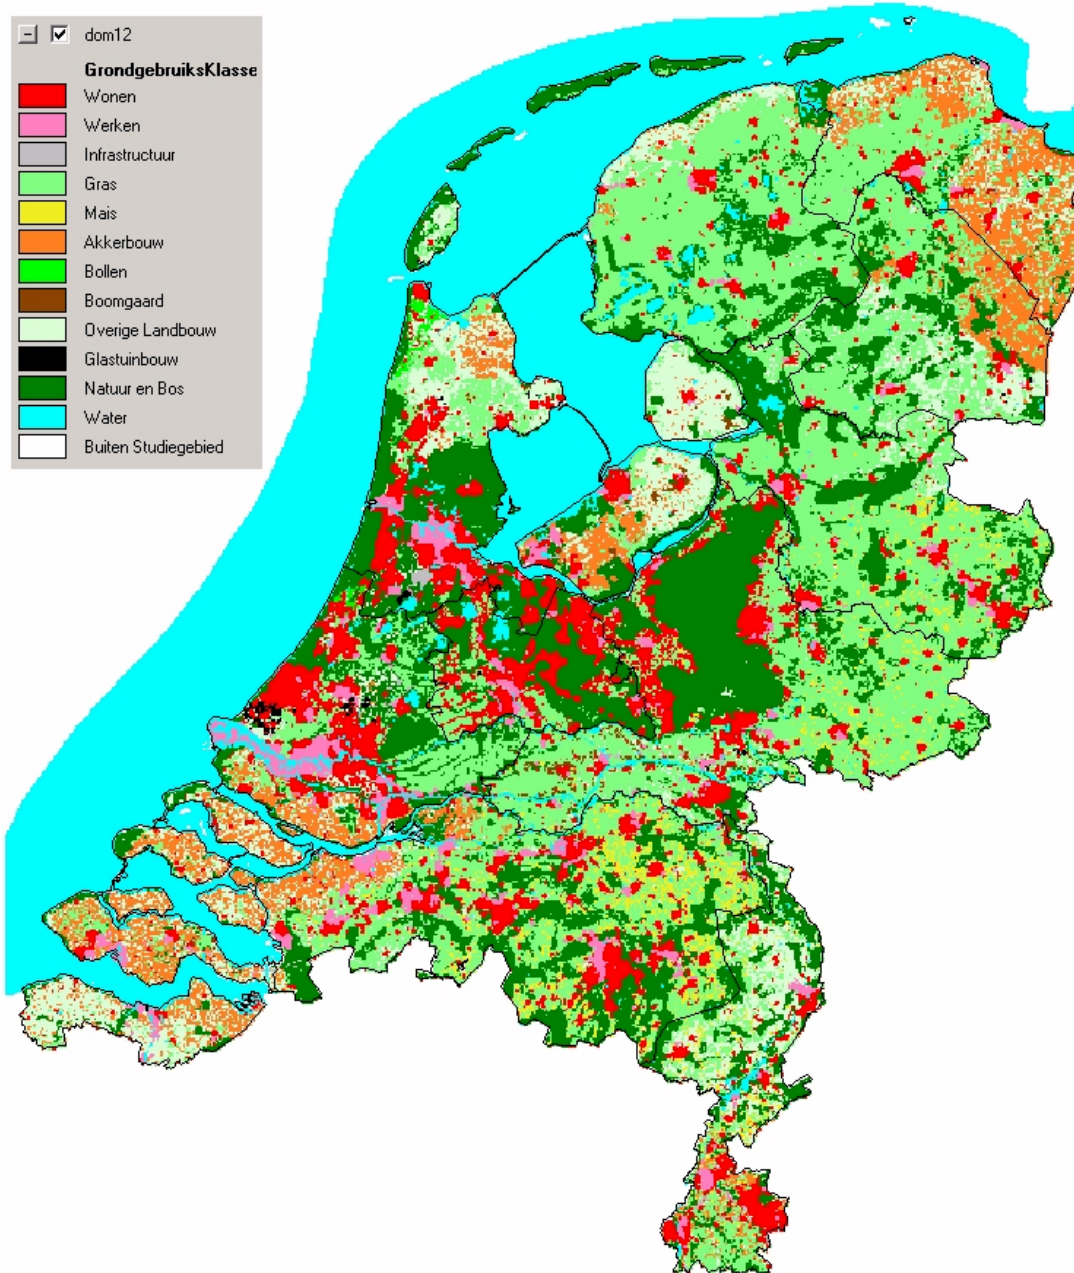 dom12
GrondgebruiksKlasse
Wonen
Werken
Infrastructuur
Gras
Mais
Akkerbouw
Bollen
Boomgaard
Overige Landbouw
Glastuinbouw
Natuur en Bos
Water
Buiten Studiegebied